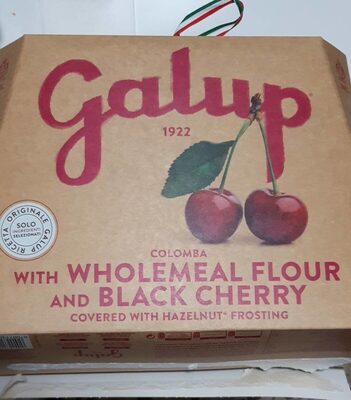 Galup
1922
RICETTA ORIGINALE GALUP
SOLO
INGREDIENTI
SELEZIONATI
COLOMBA
WITH WHOLEMEAL FLOUR
AND BLACK CHERRY
COVERED WITH HAZELNUT* FROSTING
Galup